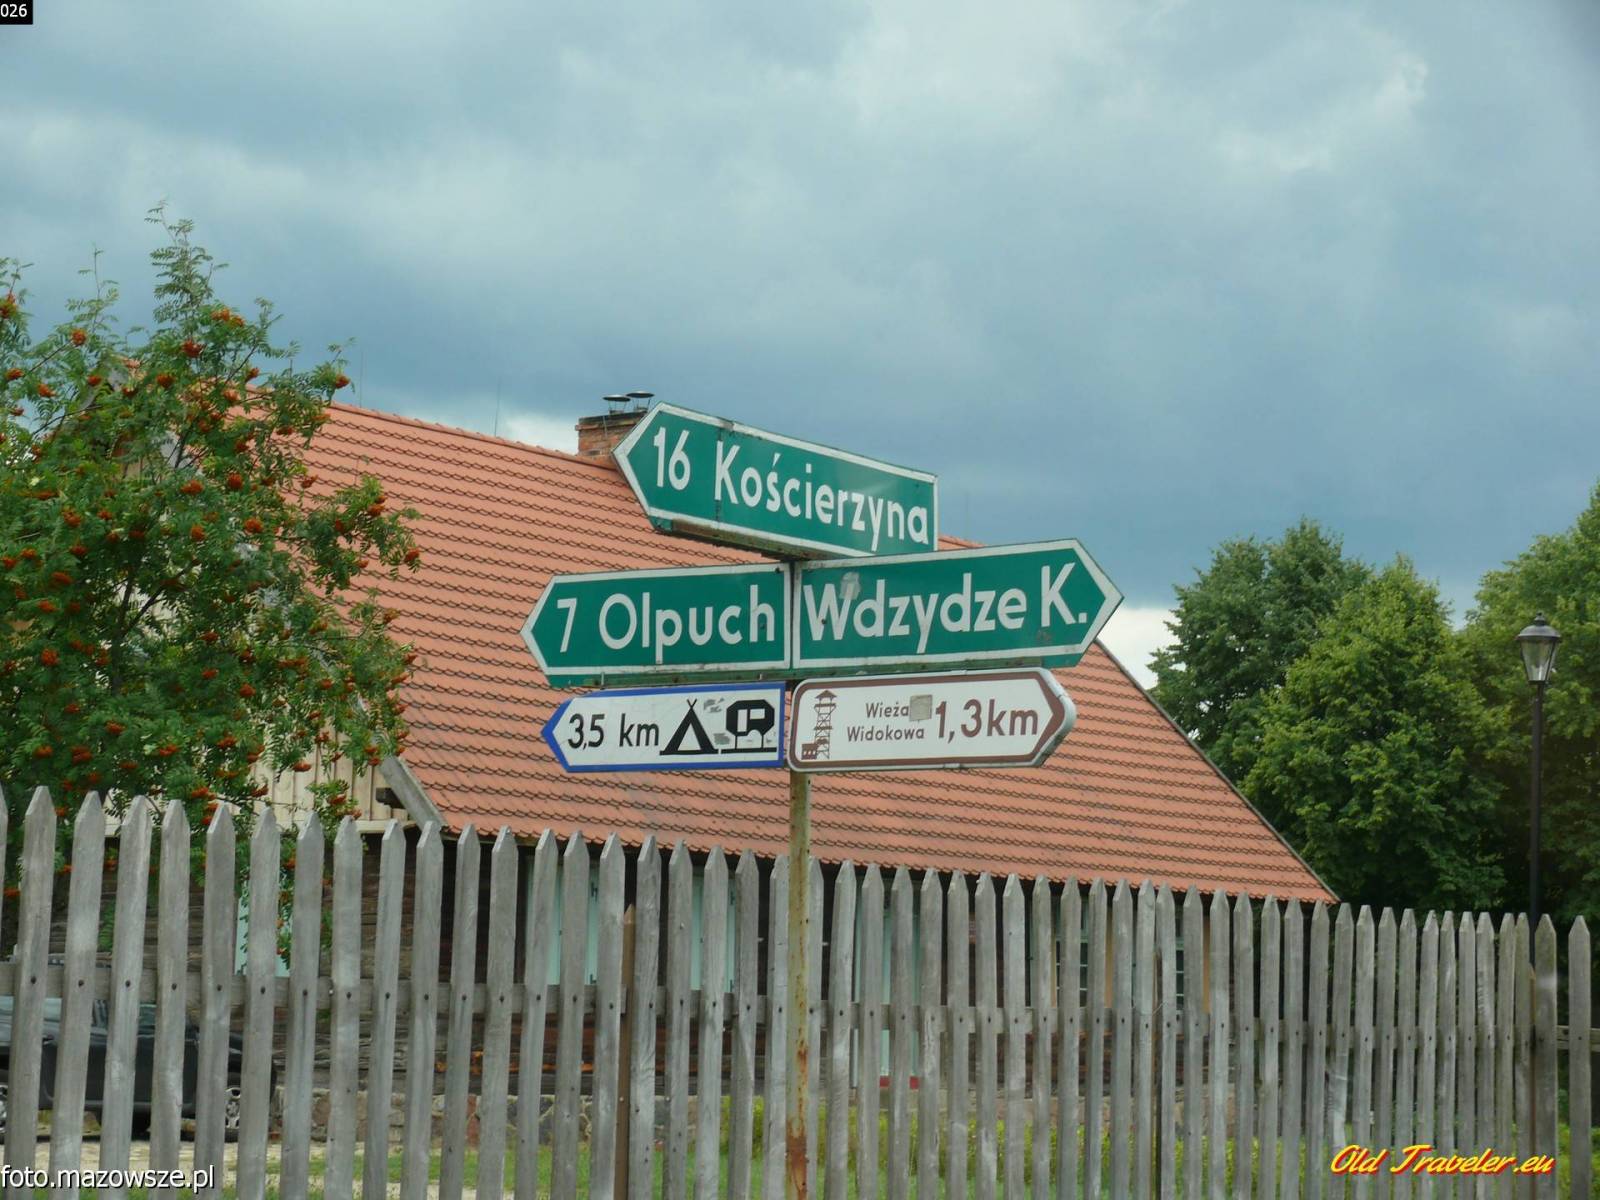 026
16 Kościerzyna
7 Olpuch
Wdzydze K.
3,5 km
Wieża
Widokowa
1,3km
foto.mazowsze.pl
Old Traveler.eu